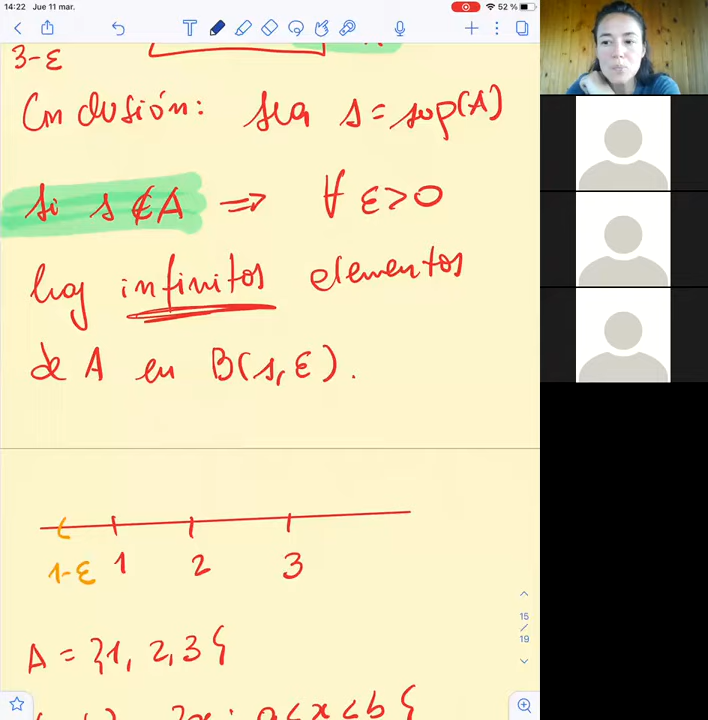 14:22 Jue 11 mar. 52 %
3-ε
Conclusión: sea s = sup(A)
Si s ∉ A ⇒ ∀ ε > 0
hay infinitos elementos
de A en B(s, ε).
1-ε 1 2 3
15
/
19
A = {1, 2, 3}
a < x < b }